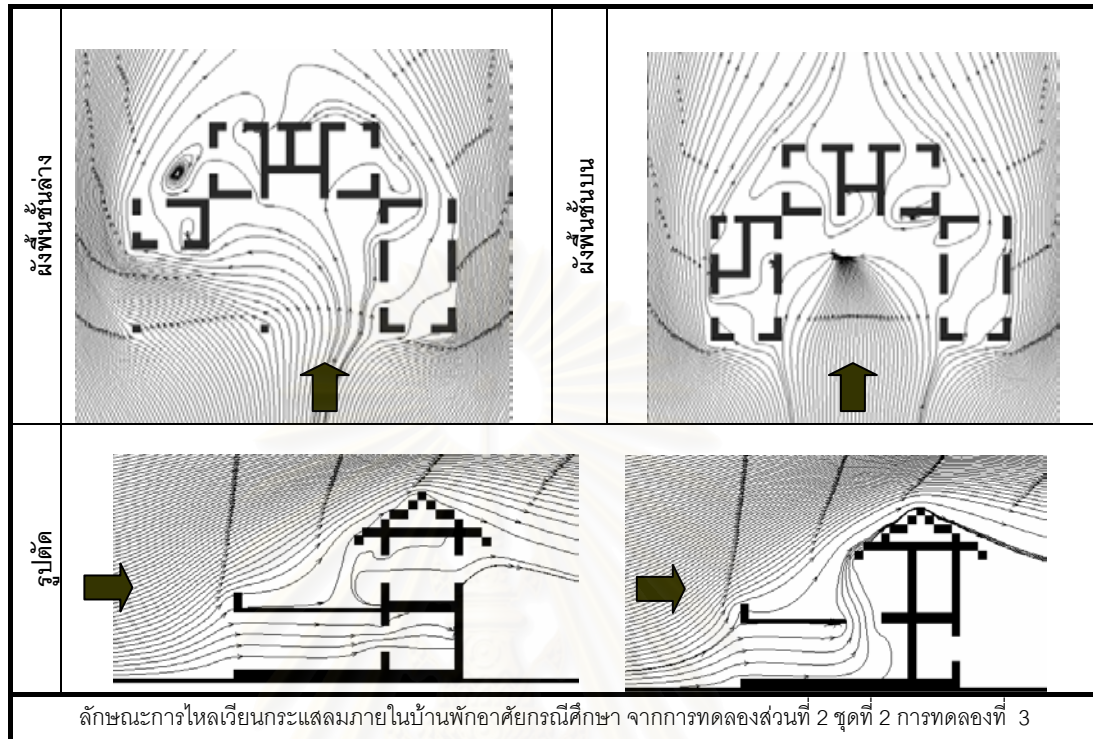 ผังพื้นชั้นล่าง
ผังพื้นชั้นบน
รูปตัด
ลักษณะการไหลเวียนกระแสลมภายในบ้านพักอาศัยกรณีศึกษา จากการทดลองส่วนที่ 2 ชุดที่ 2 การทดลองที่ 3